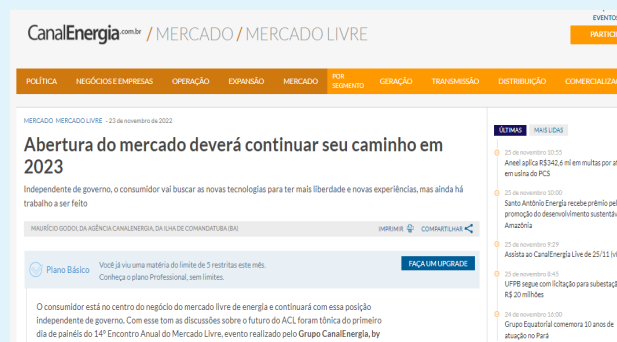 EVENTOS
CanalEnergia.com.br / MERCADO / MERCADO LIVRE
POLÍTICA NEGÓCIOS E EMPRESAS OPERAÇÃO EXPANSÃO MERCADO POR SEGMENTO GERAÇÃO TRANSMISSÃO DISTRIBUIÇÃO
MERCADO MERCADO LIVRE - 23 de novembro de 2022
Abertura do mercado deverá continuar seu caminho em
2023
Independente de governo, o consumidor vai buscar as novas tecnologias para ter mais liberdade e novas experiências, mas ainda há
trabalho a ser feito
MAURÍCIO GODOI, DA AGÊNCIA CANALENERGIA, DA ILHA DE COMANDATUBA (BA) IMPRIMIR COMPARTILHAR
Plano Básico
Você já viu uma matéria do limite de 5 restritas este mês.
Conheça o plano Professional, sem limites.
FAÇA UM UPGRADE
O consumidor está no centro do negócio do mercado livre de energia e continuará com essa posição
independente de governo. Com esse tom as discussões sobre o futuro do ACL foram tônica do primeiro
dia de painéis do 14º Encontro Anual do Mercado Livre, evento realizado pelo Grupo CanalEnergia, by
ÚLTIMAS MAIS LIDAS
25 de novembro 10:55
Aneel aplica R$342,6 mi em multas por
em usina do PCS
25 de novembro 10:00
Santo Antônio Energia recebe prêmio
promoção do desenvolvimento
Amazônia
25 de novembro 9:29
Assista ao CanalEnergia Live de 25/11
25 de novembro 8:45
UFPB segue com licitação para
R$ 20 milhões
24 de novembro 16:00
Grupo Equatorial comemora 10 anos de
atuação no Pará